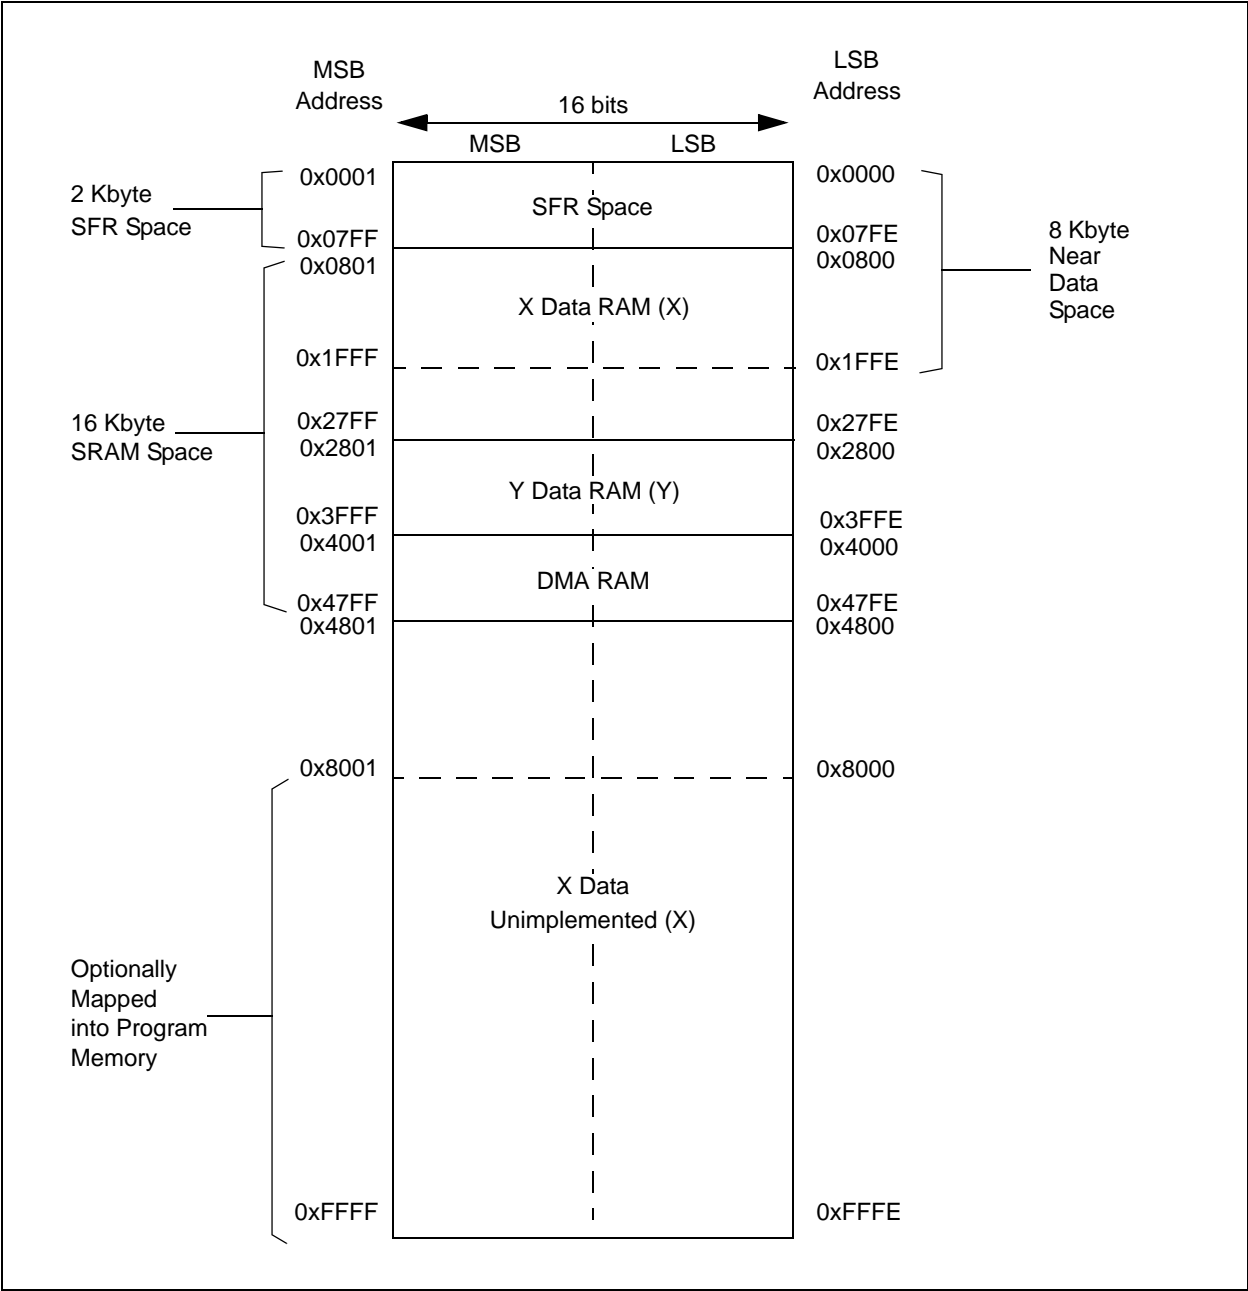 MSB
Address
LSB
Address
16 bits
MSB
LSB
2 Kbyte
SFR Space
0x0001
SFR Space
0x0000
0x07FF
0x07FE
0x0801
0x0800
8 Kbyte
Near
Data
Space
X Data RAM (X)
0x1FFF
0x1FFE
16 Kbyte
SRAM Space
0x27FF
0x27FE
0x2801
0x2800
Y Data RAM (Y)
0x3FFF
0x3FFE
0x4001
0x4000
DMA RAM
0x47FF
0x47FE
0x4801
0x4800
0x8001
0x8000
X Data
Unimplemented (X)
Optionally
Mapped
into Program
Memory
0xFFFF
0xFFFE